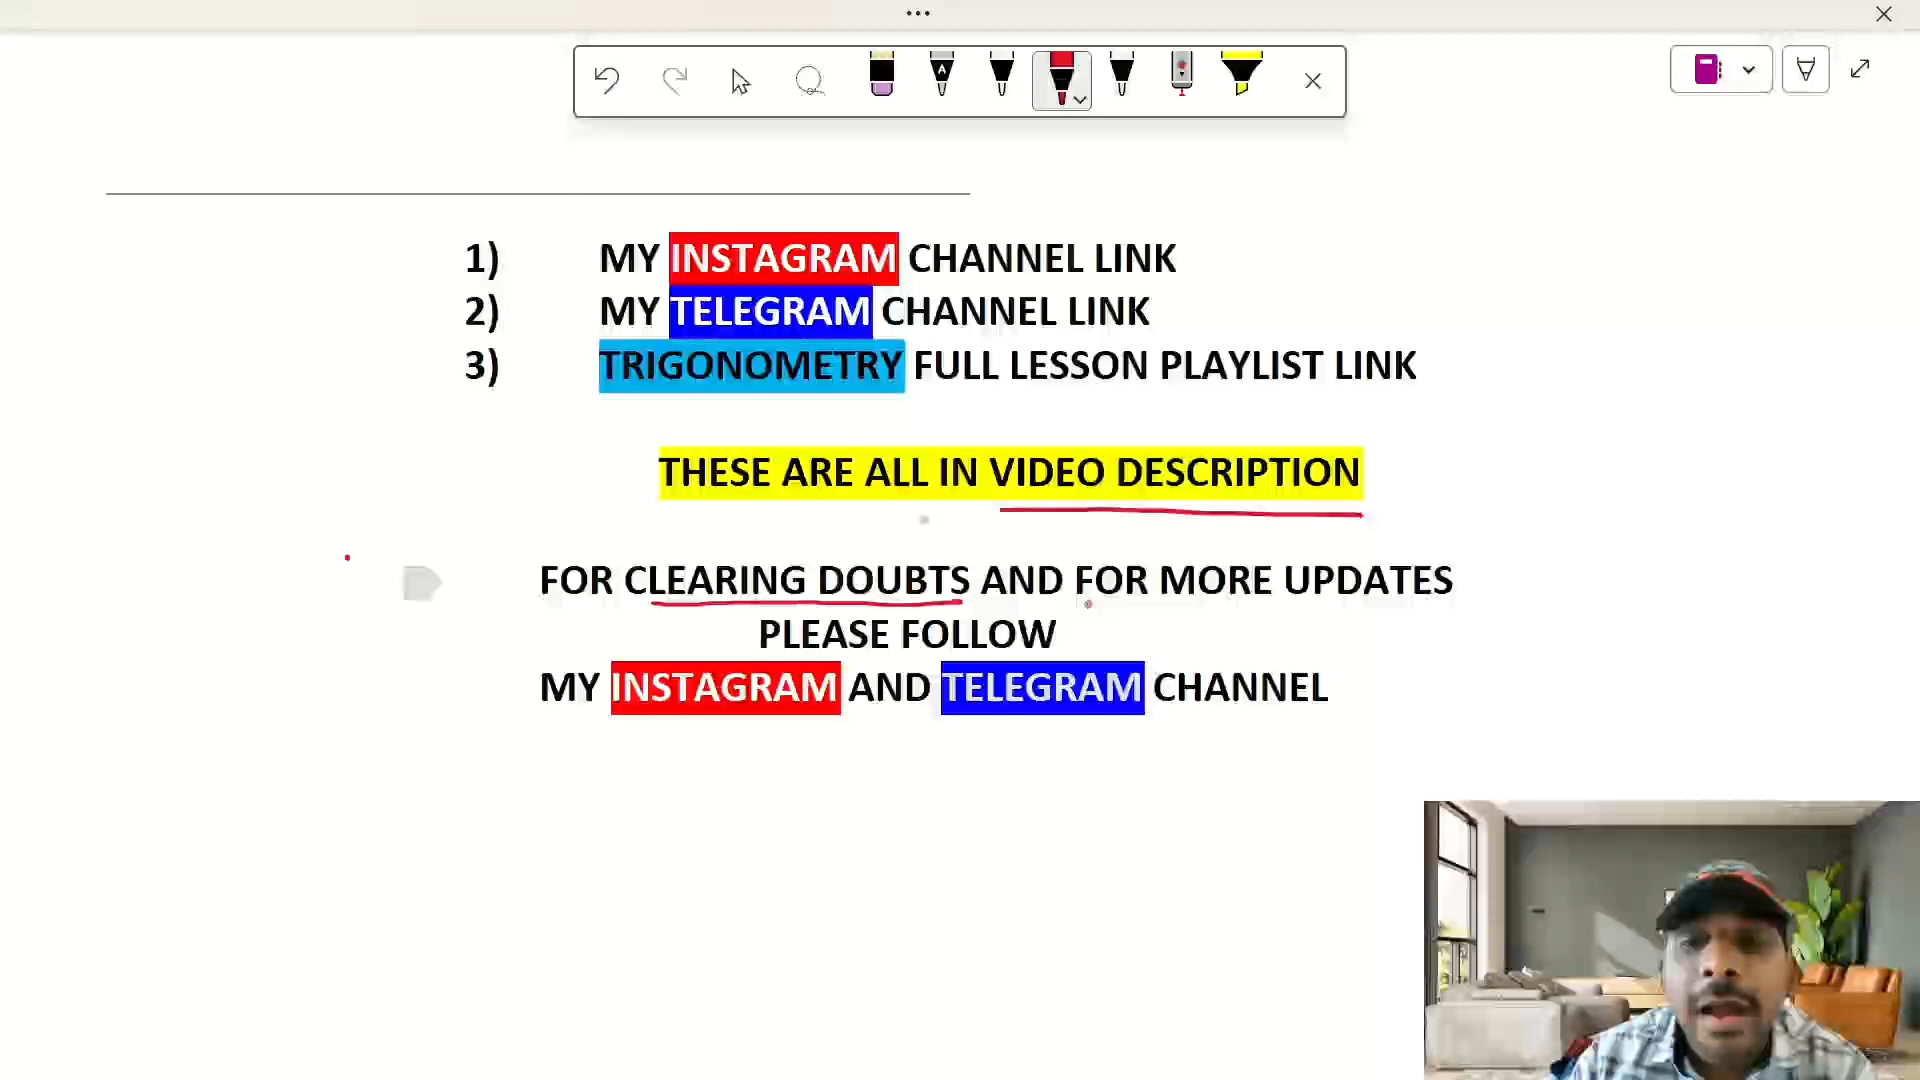 1) MY INSTAGRAM CHANNEL LINK
2) MY TELEGRAM CHANNEL LINK
3) TRIGONOMETRY FULL LESSON PLAYLIST LINK
THESE ARE ALL IN VIDEO DESCRIPTION
FOR CLEARING DOUBTS AND FOR MORE UPDATES
PLEASE FOLLOW
MY INSTAGRAM AND TELEGRAM CHANNEL